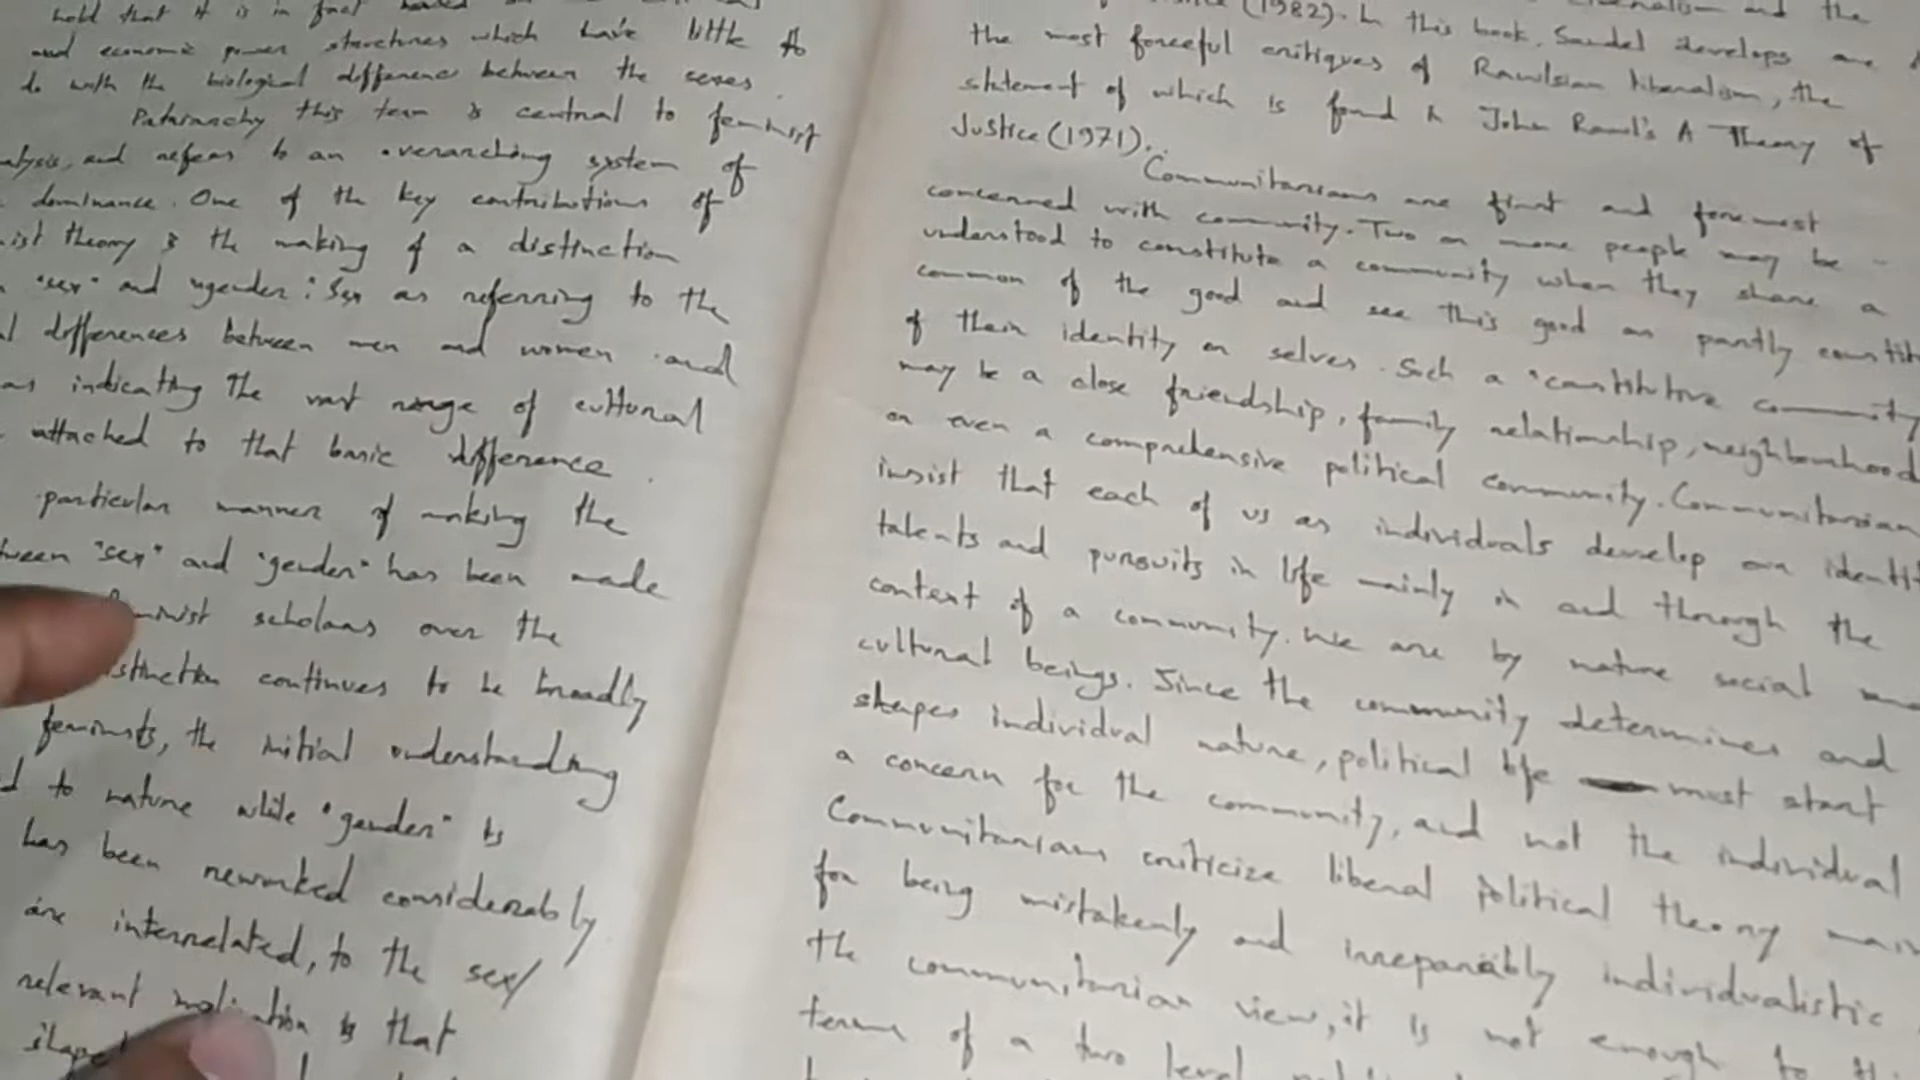 hold that it is in fact
and economic power structures which have little to
do with the biological difference between the sexes.
Patriarchy this term is central to feminist
and refers to an overarching system of
dominance. One of the key contributions of
theory is the making of a distinction
"sex" and "gender": Sex as referring to the
differences between men and women and
as indicating the vast range of cultural
attached to that basic difference.
particular manner of making the
"sex" and "gender" has been made
scholars over the
continues to be broadly
feminists, the initial understanding
to nature while "gender" is
has been reworked considerably
are interrelated, to the sex/
relevant is that
(1982). In this book, Sandel develops one
the most forceful critiques of Rawlsian liberalism, the
statement of which is found in John Rawl's A Theory of
Justice (1971).
Communitarians are first and foremost
concerned with community. Two or more people may be
understood to constitute a community when they share a
common of the good and see this good as partly
of their identity or selves. Such a "constitutive community
may be a close friendship, family relationship, neighbourhood
or even a comprehensive political community. Communitarian
insist that each of us as individuals develop our
talents and pursuits in life mainly in and through the
context of a community. We are by nature social
cultural beings. Since the community determines and
shapes individual nature, political life must start
a concern for the community, and not the individual
Communitarians criticize liberal political theory
for being mistakenly and irreparably individualistic
the communitarian view, it is not enough to
terms of a two level